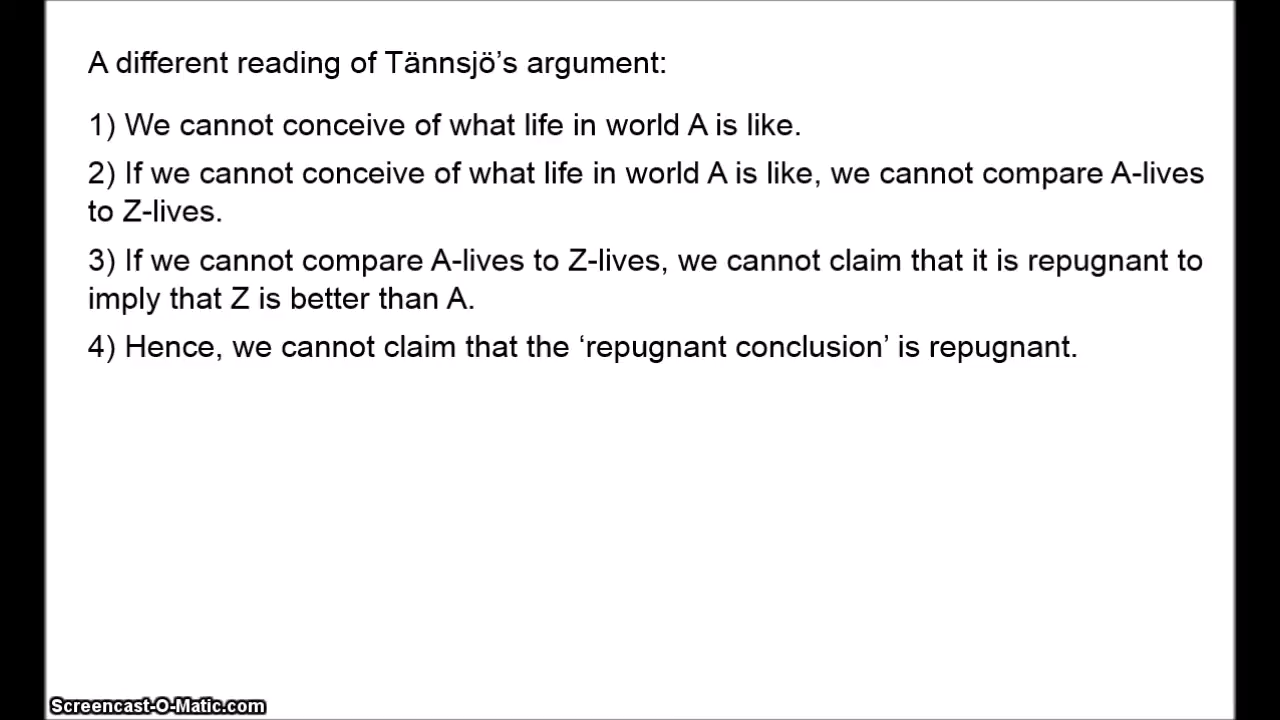 A different reading of Tännsjö’s argument:
1) We cannot conceive of what life in world A is like.
2) If we cannot conceive of what life in world A is like, we cannot compare A-lives
to Z-lives.
3) If we cannot compare A-lives to Z-lives, we cannot claim that it is repugnant to
imply that Z is better than A.
4) Hence, we cannot claim that the ‘repugnant conclusion’ is repugnant.
Screencast-O-Matic.com